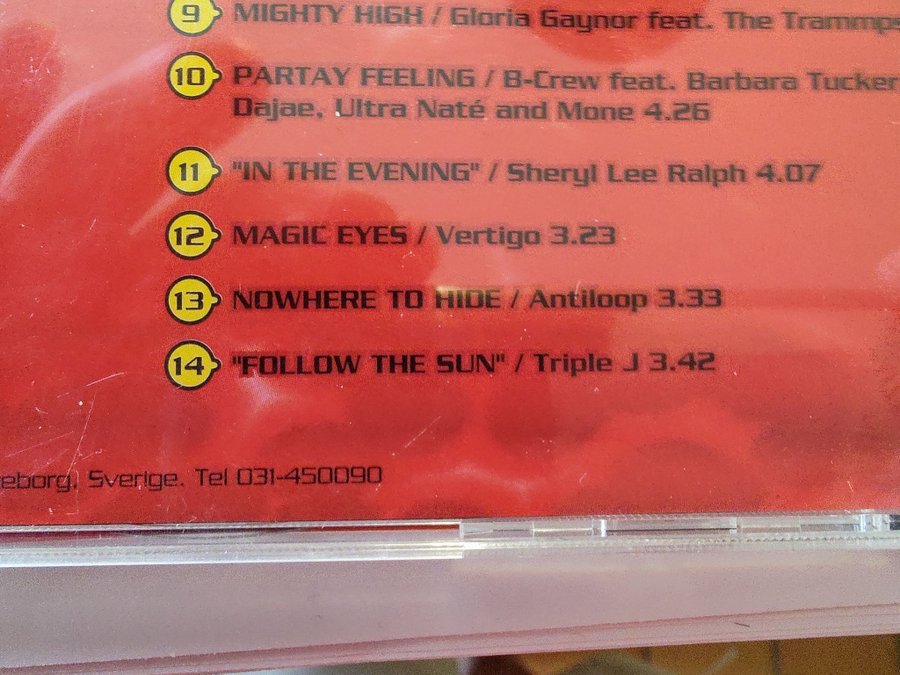 9 MIGHTY HIGH / Gloria Gaynor feat. The Trammps
10 PARTAY FEELING / B-Crew feat. Barbara Tucker
Dajae, Ultra Naté and Mone 4.26
11 "IN THE EVENING" / Sheryl Lee Ralph 4.07
12 MAGIC EYES / Vertigo 3.23
13 NOWHERE TO HIDE / Antiloop 3.33
14 "FOLLOW THE SUN" / Triple J 3.42
eborg, Sverige. Tel 031-450090